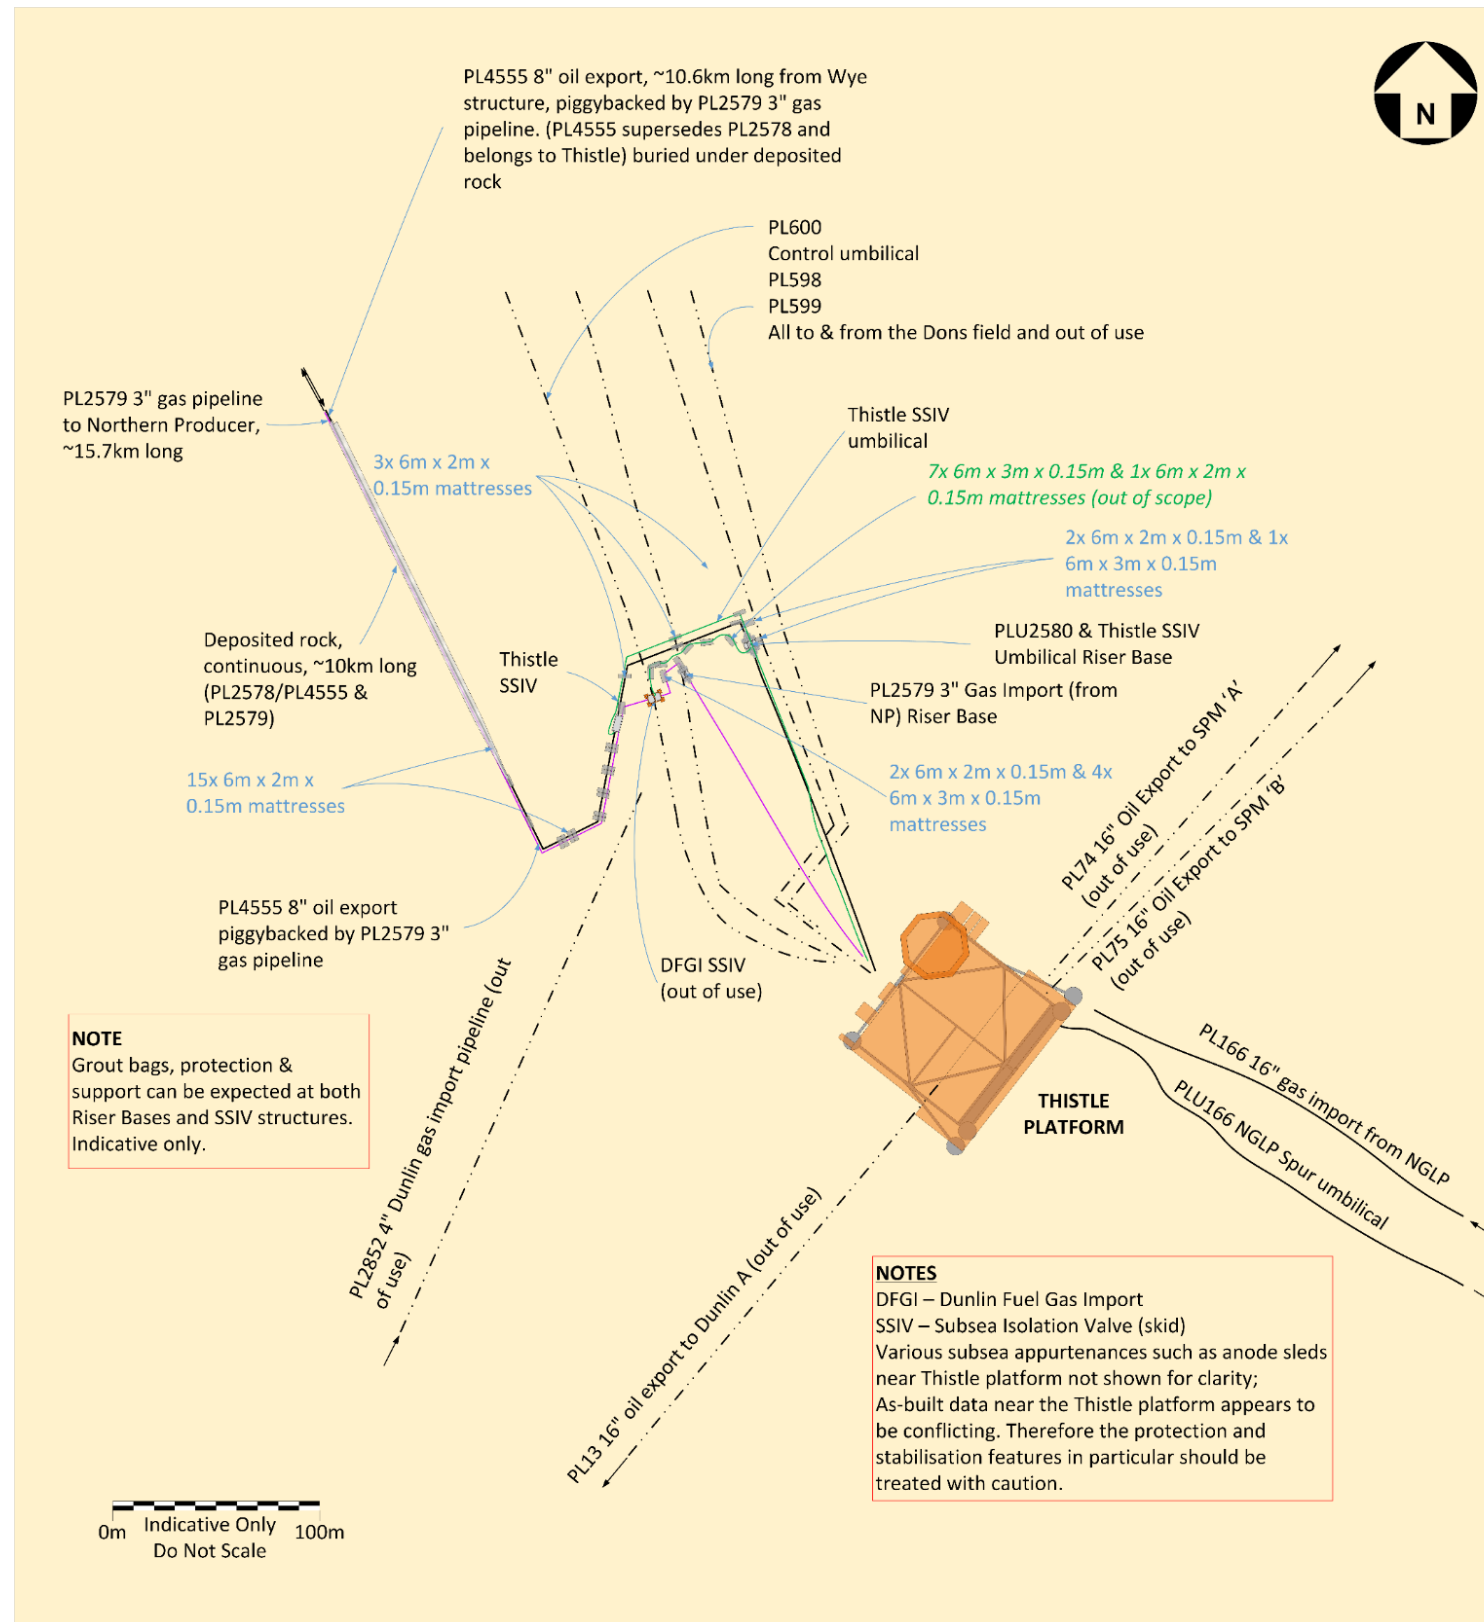 PL4555 8" oil export, ~10.6km long from Wye
structure, piggybacked by PL2579 3" gas
pipeline. (PL4555 supersedes PL2578 and
belongs to Thistle) buried under deposited
rock
N
PL600
Control umbilical
PL598
PL599
All to & from the Dons field and out of use
PL2579 3" gas pipeline
to Northern Producer,
~15.7km long
Thistle SSIV
umbilical
3x 6m x 2m x
0.15m mattresses
7x 6m x 3m x 0.15m & 1x 6m x 2m x
0.15m mattresses (out of scope)
2x 6m x 2m x 0.15m & 1x
6m x 3m x 0.15m
mattresses
Deposited rock,
continuous, ~10km long
(PL2578/PL4555 &
PL2579)
Thistle
SSIV
PLU2580 & Thistle SSIV
Umbilical Riser Base
PL2579 3" Gas Import (from
NP) Riser Base
15x 6m x 2m x
0.15m mattresses
2x 6m x 2m x 0.15m & 4x
6m x 3m x 0.15m
mattresses
PL74 16" Oil Export to SPM ‘A’
(out of use)
PL75 16" Oil Export to SPM ‘B’
(out of use)
PL4555 8" oil export
piggybacked by PL2579 3"
gas pipeline
DFGI SSIV
(out of use)
NOTE
Grout bags, protection &
support can be expected at both
Riser Bases and SSIV structures.
Indicative only.
PL2852 4" Dunlin gas import pipeline (out
of use)
THISTLE
PLATFORM
PL166 16" gas import from NGLP
PLU166 NGLP Spur umbilical
PL13 16" oil export to Dunlin A (out of use)
NOTES
DFGI – Dunlin Fuel Gas Import
SSIV – Subsea Isolation Valve (skid)
Various subsea appurtenances such as anode sleds
near Thistle platform not shown for clarity;
As-built data near the Thistle platform appears to
be conflicting. Therefore the protection and
stabilisation features in particular should be
treated with caution.
0m Indicative Only 100m
Do Not Scale